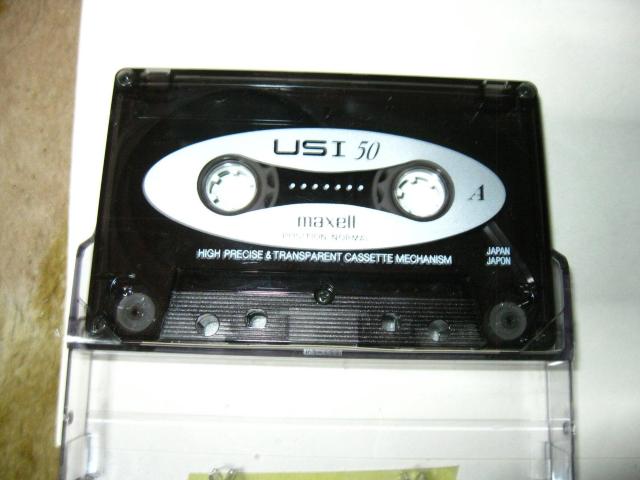 USI 50
A
maxell
POSITION NORMAL
HIGH PRECISE & TRANSPARENT CASSETTE MECHANISM
JAPAN
JAPON